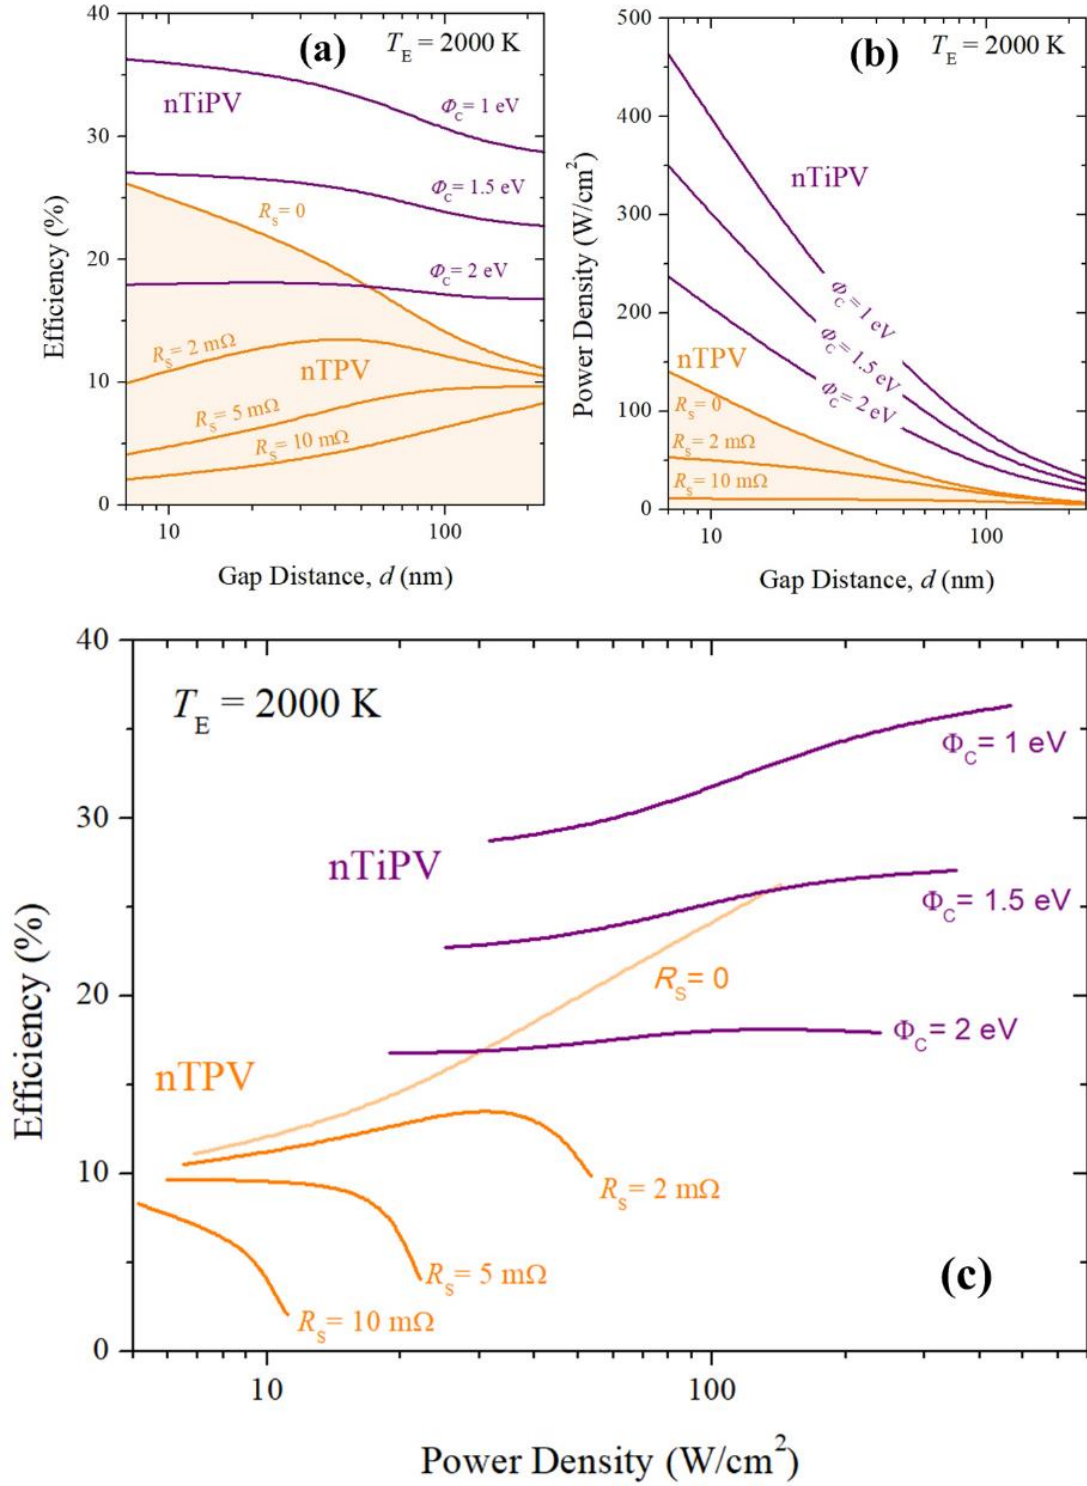 40
30
20
10
0
Efficiency (%)
(a)
T_E = 2000 K
nTiPV
Φ_C= 1 eV
Φ_C= 1.5 eV
R_S= 0
Φ_C= 2 eV
R_S= 2 mΩ
nTPV
R_S= 5 mΩ
R_S= 10 mΩ
10
100
Gap Distance, d (nm)
500
400
300
200
100
0
Power Density (W/cm²)
(b)
T_E = 2000 K
nTiPV
Φ_C= 1 eV
Φ_C= 1.5 eV
Φ_C= 2 eV
nTPV
R_S= 0
R_S= 2 mΩ
R_S= 10 mΩ
10
100
Gap Distance, d (nm)
40
30
20
10
0
Efficiency (%)
T_E = 2000 K
Φ_C= 1 eV
nTiPV
Φ_C= 1.5 eV
R_S= 0
Φ_C= 2 eV
nTPV
R_S= 2 mΩ
R_S= 5 mΩ
(c)
R_S= 10 mΩ
10
100
Power Density (W/cm²)